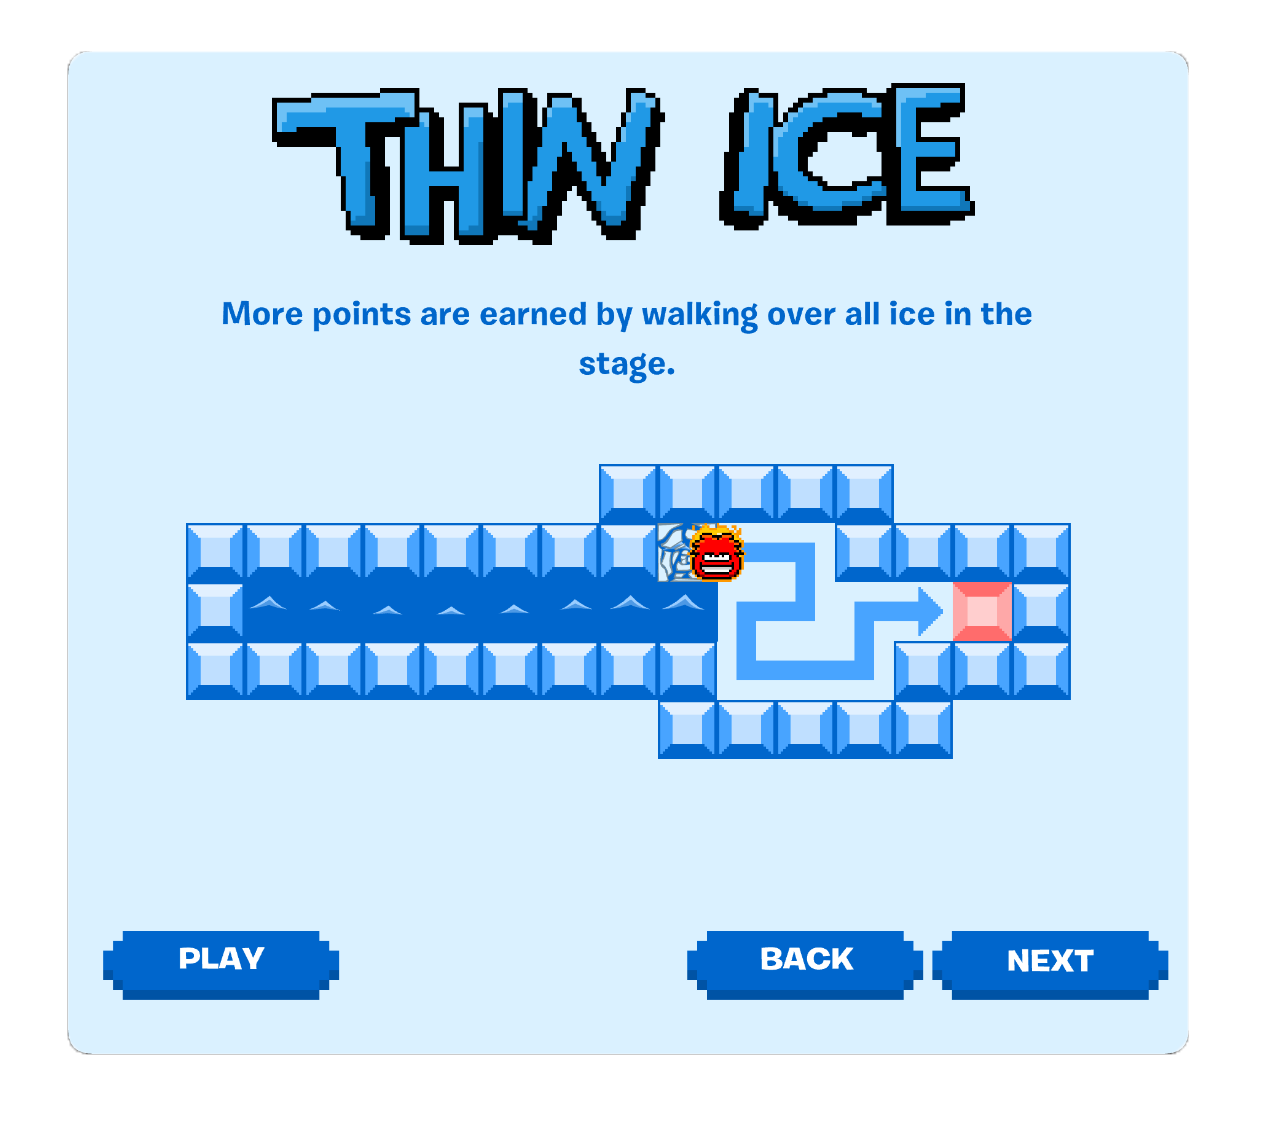 THIN ICE
More points are earned by walking over all ice in the
stage.
PLAY
BACK
NEXT